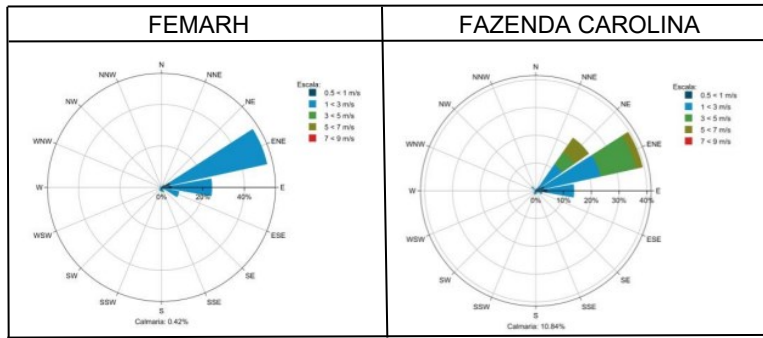 FEMARH
FAZENDA CAROLINA
N
NNE
NE
ENE
E
ESE
SE
SSE
S
SSW
SW
WSW
W
WNW
NW
NNW
0%
20%
40%
Escala:
0.5 < 1 m/s
1 < 3 m/s
3 < 5 m/s
5 < 7 m/s
7 < 9 m/s
Calmaria: 0.42%
N
NNE
NE
ENE
E
ESE
SE
SSE
S
SSW
SW
WSW
W
WNW
NW
NNW
0%
10%
20%
30%
40%
Escala:
0.5 < 1 m/s
1 < 3 m/s
3 < 5 m/s
5 < 7 m/s
7 < 9 m/s
Calmaria: 10.84%